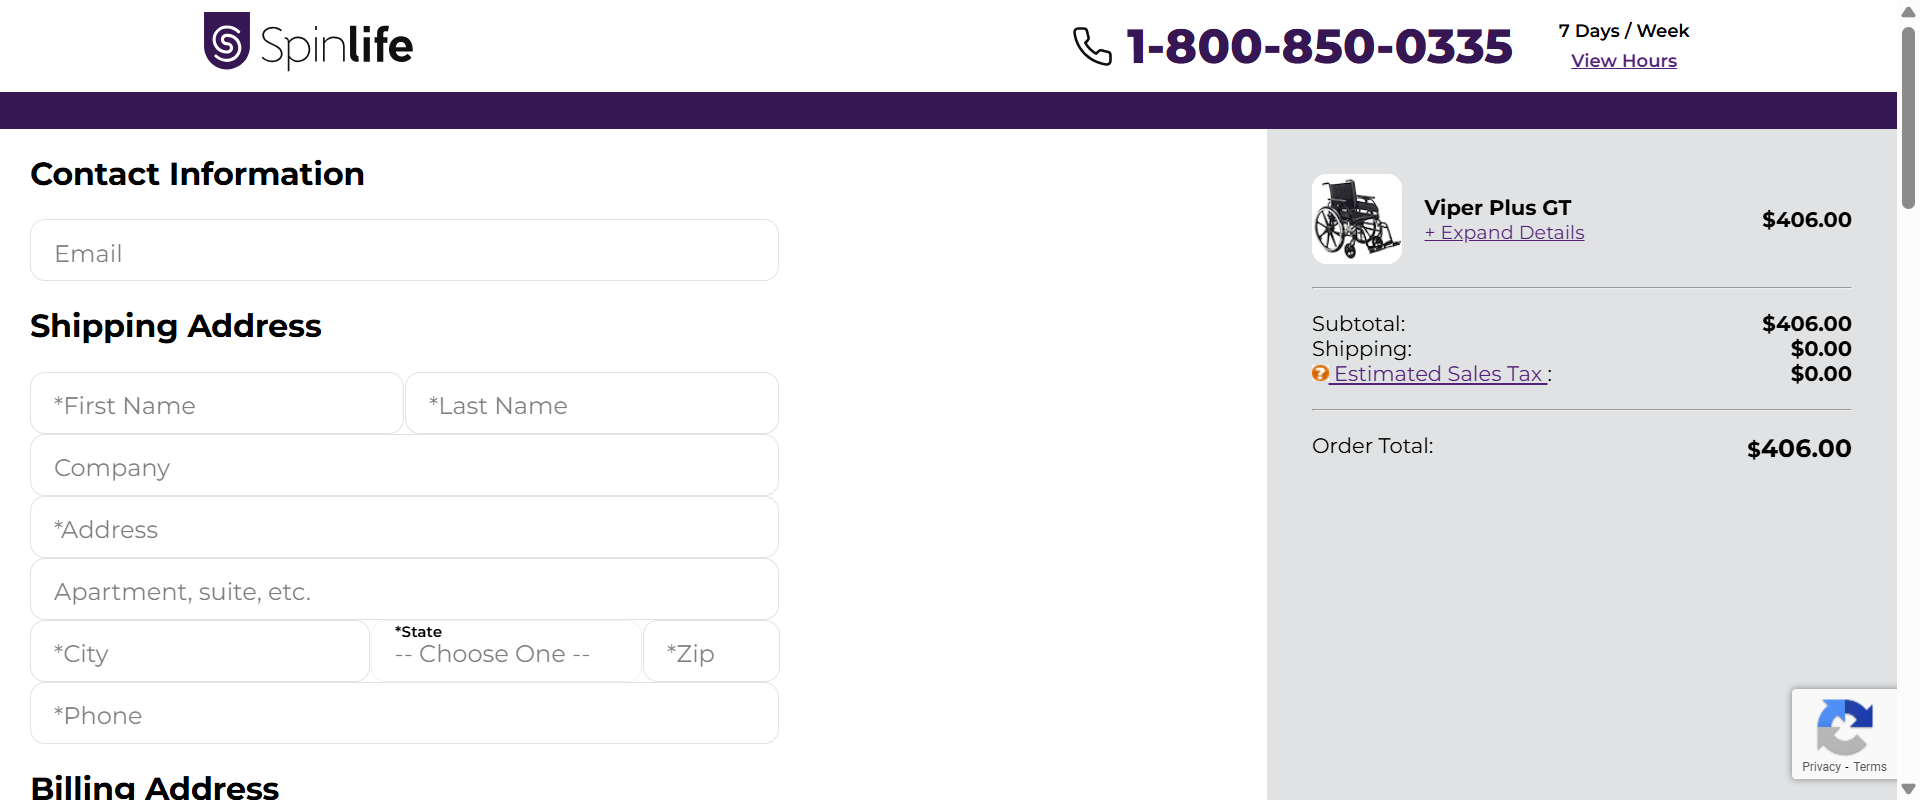 Spinlife
1-800-850-0335
7 Days / Week
View Hours
Contact Information
Email
Shipping Address
*First Name
*Last Name
Company
*Address
Apartment, suite, etc.
*City
*State
-- Choose One --
*Zip
*Phone
Billing Address
Viper Plus GT
+ Expand Details
$406.00
Subtotal: $406.00
Shipping: $0.00
? Estimated Sales Tax : $0.00
Order Total: $406.00
Privacy - Terms